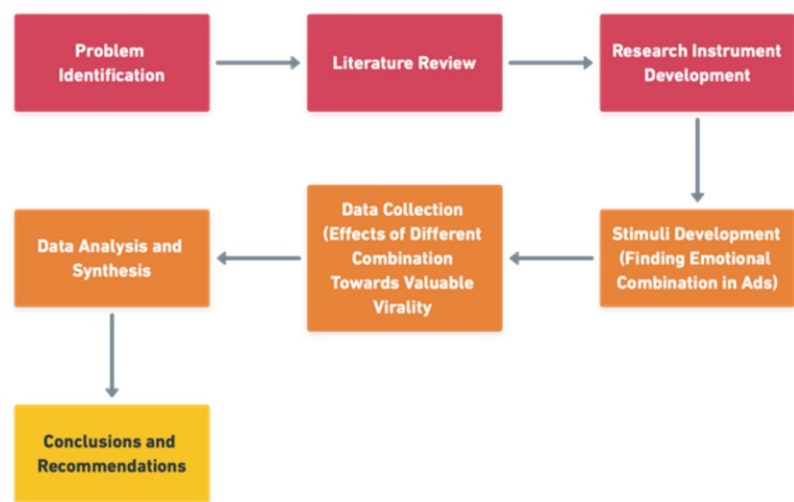 Problem
Identification
Literature Review
Research Instrument
Development
Stimuli Development
(Finding Emotional
Combination in Ads)
Data Collection
(Effects of Different
Combination
Towards Valuable
Virality
Data Analysis and
Synthesis
Conclusions and
Recommendations